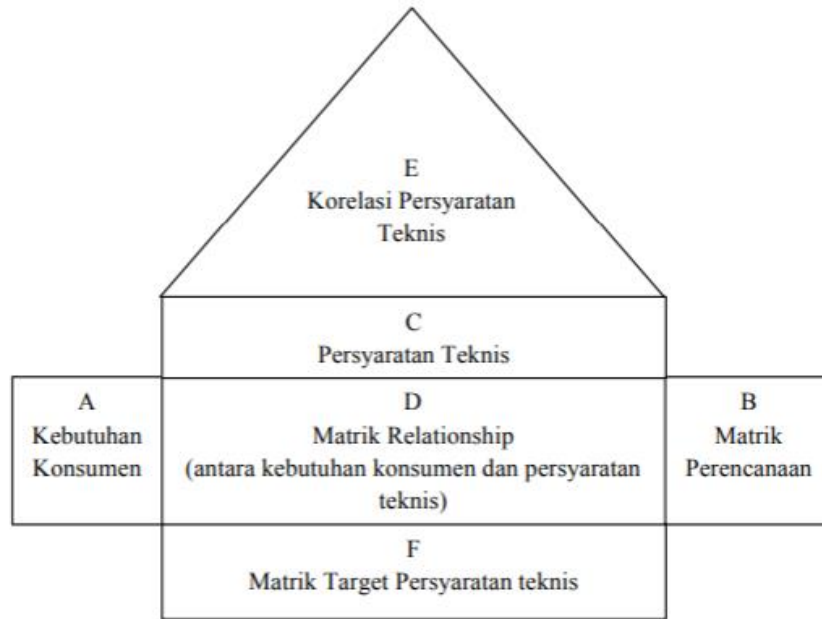 E
Korelasi Persyaratan
Teknis
C
Persyaratan Teknis
A
Kebutuhan
Konsumen
D
Matrik Relationship
(antara kebutuhan konsumen dan persyaratan
teknis)
B
Matrik
Perencanaan
F
Matrik Target Persyaratan teknis